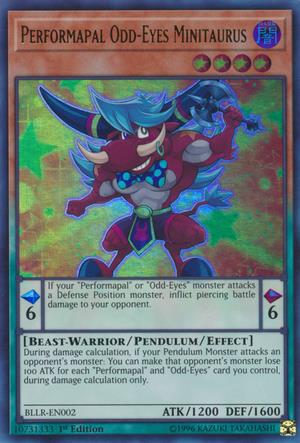 PERFORMAPAL ODD-EYES MINITAURUS
闇
If your "Performapal" or "Odd-Eyes" monster attacks
a Defense Position monster, inflict piercing battle
damage to your opponent.
6
6
[BEAST-WARRIOR/PENDULUM/EFFECT]
During damage calculation, if your Pendulum Monster attacks an
opponent's monster: You can make that opponent's monster lose
100 ATK for each "Performapal" and "Odd-Eyes" card you control,
during damage calculation only.
BLLR-EN002
ATK/1200 DEF/1600
10731333
1st Edition
©1996 KAZUKI TAKAHASHI